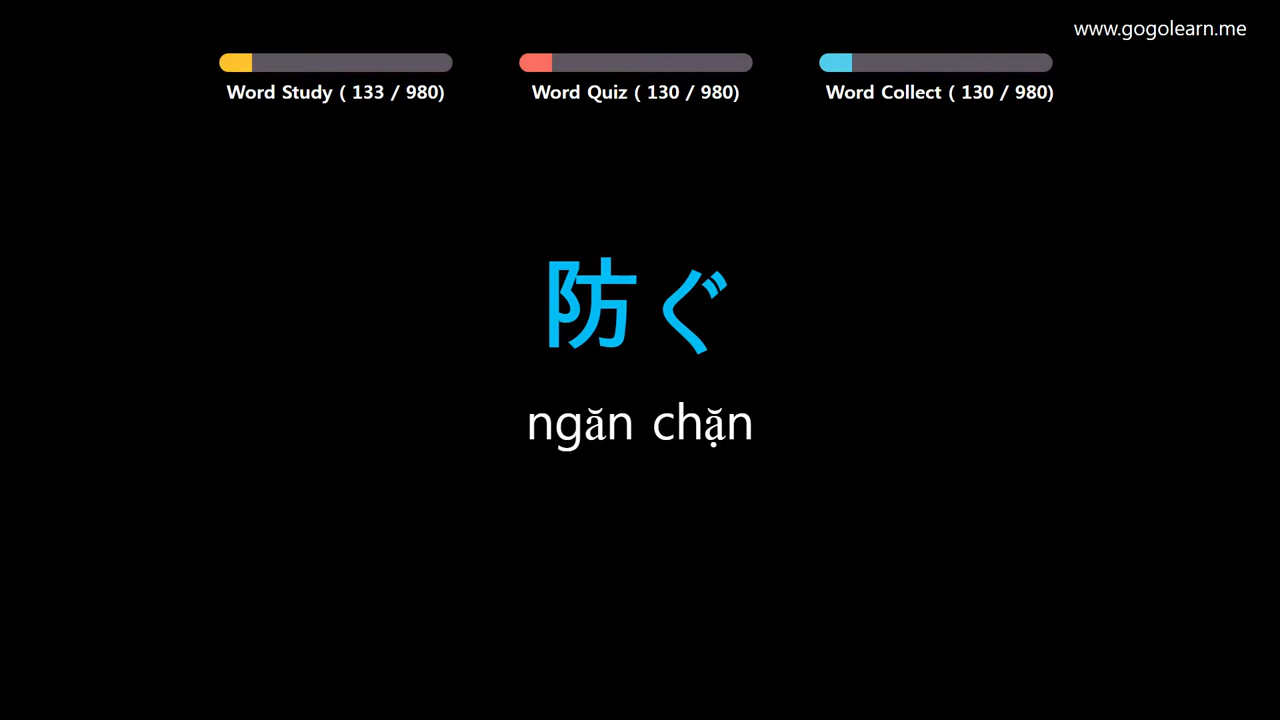 www.gogolearn.me
Word Study ( 133 / 980)
Word Quiz ( 130 / 980)
Word Collect ( 130 / 980)
防ぐ
ngăn chặn